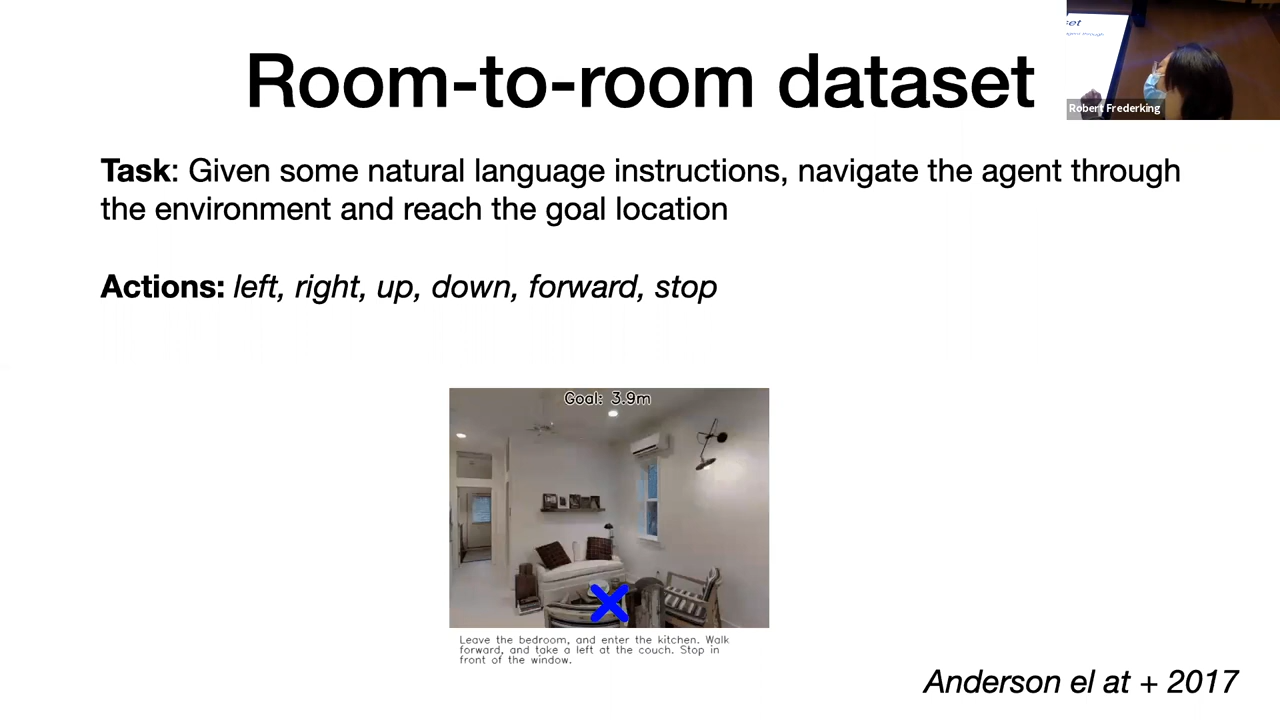 Room-to-room dataset
Robert Frederking
Task: Given some natural language instructions, navigate the agent through
the environment and reach the goal location
Actions: left, right, up, down, forward, stop
Goal: 3.9m
Leave the bedroom, and enter the kitchen. Walk
forward, and take a left at the couch. Stop in
front of the window.
Anderson el at + 2017